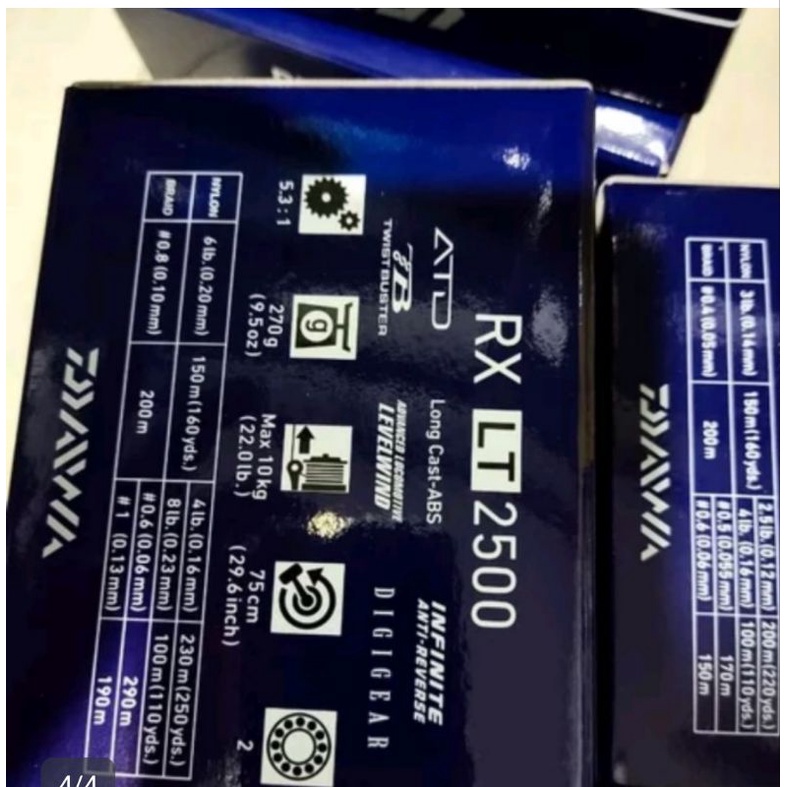 RX LT 2500
ATD
Long Cast-ABS
INFINITE
ANTI-REVERSE
TWISTBUSTER
ADVANCED LOCOMOTIVE
LEVELWIND
DIGIGEAR
5.3:1
270g
(9.5oz)
Max 10kg
(22.0lb.)
75cm
(29.6inch)
2
NYLON
6lb.(0.20mm)
150m(160yds.)
4lb.(0.16mm)
230m(250yds.)
8lb.(0.23mm)
100m(110yds.)
BRAID
#0.8(0.10mm)
200m
#0.6(0.06mm)
290m
#1 (0.13mm)
190m
DAIWA
NYLON
3lb.(0.14mm)
150m(160yds.)
2.5lb.(0.12mm)
200m(220yds.)
4lb.(0.16mm)
100m(110yds.)
BRAID
#0.4(0.05mm)
200m
#0.5(0.055mm)
170m
#0.6(0.06mm)
150m
DAIWA
4/4